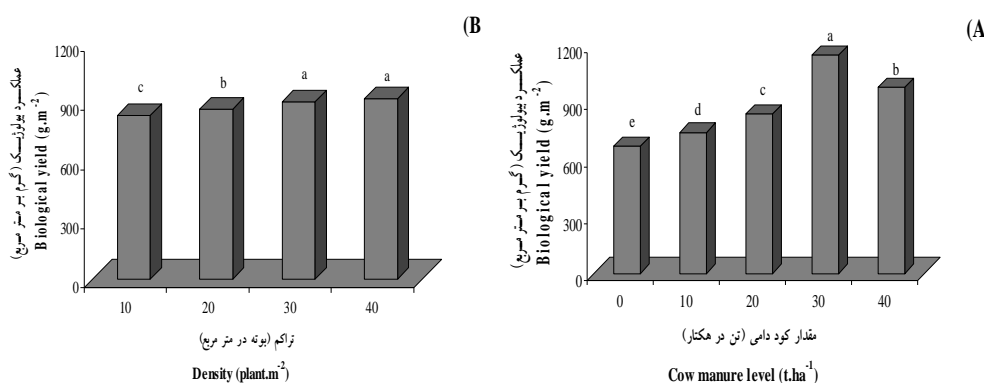 (B
1200
900
600
300
0
c
b
a
a
10
20
30
40
عملکرد بیولوژیک (گرم بر متر مربع)
Biological yield (g.m-2)
تراکم (بوته در متر مربع)
Density (plant.m-2)
(A
1200
900
600
300
0
e
d
c
a
b
0
10
20
30
40
عملکرد بیولوژیک (گرم بر متر مربع)
Biological yield (g.m-2)
مقدار کود دامی (تن در هکتار)
Cow manure level (t.ha-1)